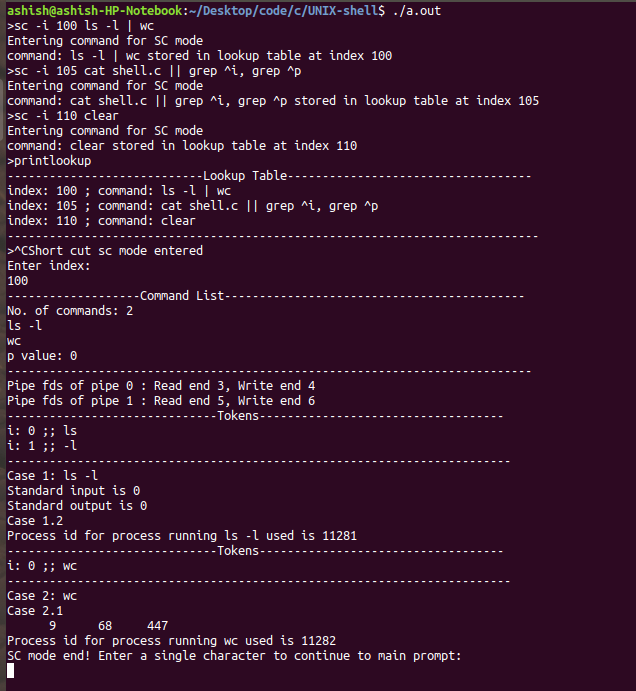 ashish@ashish-HP-Notebook:~/Desktop/code/c/UNIX-shell$ ./a.out
>sc -i 100 ls -l | wc
Entering command for SC mode
command: ls -l | wc stored in lookup table at index 100
>sc -i 105 cat shell.c || grep ^i, grep ^p
Entering command for SC mode
command: cat shell.c || grep ^i, grep ^p stored in lookup table at index 105
>sc -i 110 clear
Entering command for SC mode
command: clear stored in lookup table at index 110
>printlookup
----------------------------Lookup Table-----------------------------------
index: 100 ; command: ls -l | wc
index: 105 ; command: cat shell.c || grep ^i, grep ^p
index: 110 ; command: clear
----------------------------------------------------------------------------
>^CShort cut sc mode entered
Enter index:
100
-------------------Command List-------------------------------------------
No. of commands: 2
ls -l
wc
p value: 0
---------------------------------------------------------------------------
Pipe fds of pipe 0 : Read end 3, Write end 4
Pipe fds of pipe 1 : Read end 5, Write end 6
------------------------------Tokens-----------------------------------
i: 0 ;; ls
i: 1 ;; -l
------------------------------------------------------------------------
Case 1: ls -l
Standard input is 0
Standard output is 0
Case 1.2
Process id for process running ls -l used is 11281
------------------------------Tokens-----------------------------------
i: 0 ;; wc
------------------------------------------------------------------------
Case 2: wc
Case 2.1
      9      68     447
Process id for process running wc used is 11282
SC mode end! Enter a single character to continue to main prompt: